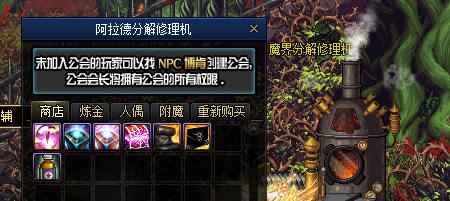 阿拉德分解修理机
未加入公会的玩家可以找 NPC 博肯 创建公会,
公会会长将拥有公会的所有权限 .
魔界分解修理机
辅
商店 炼金 人偶 附魔 重新购买